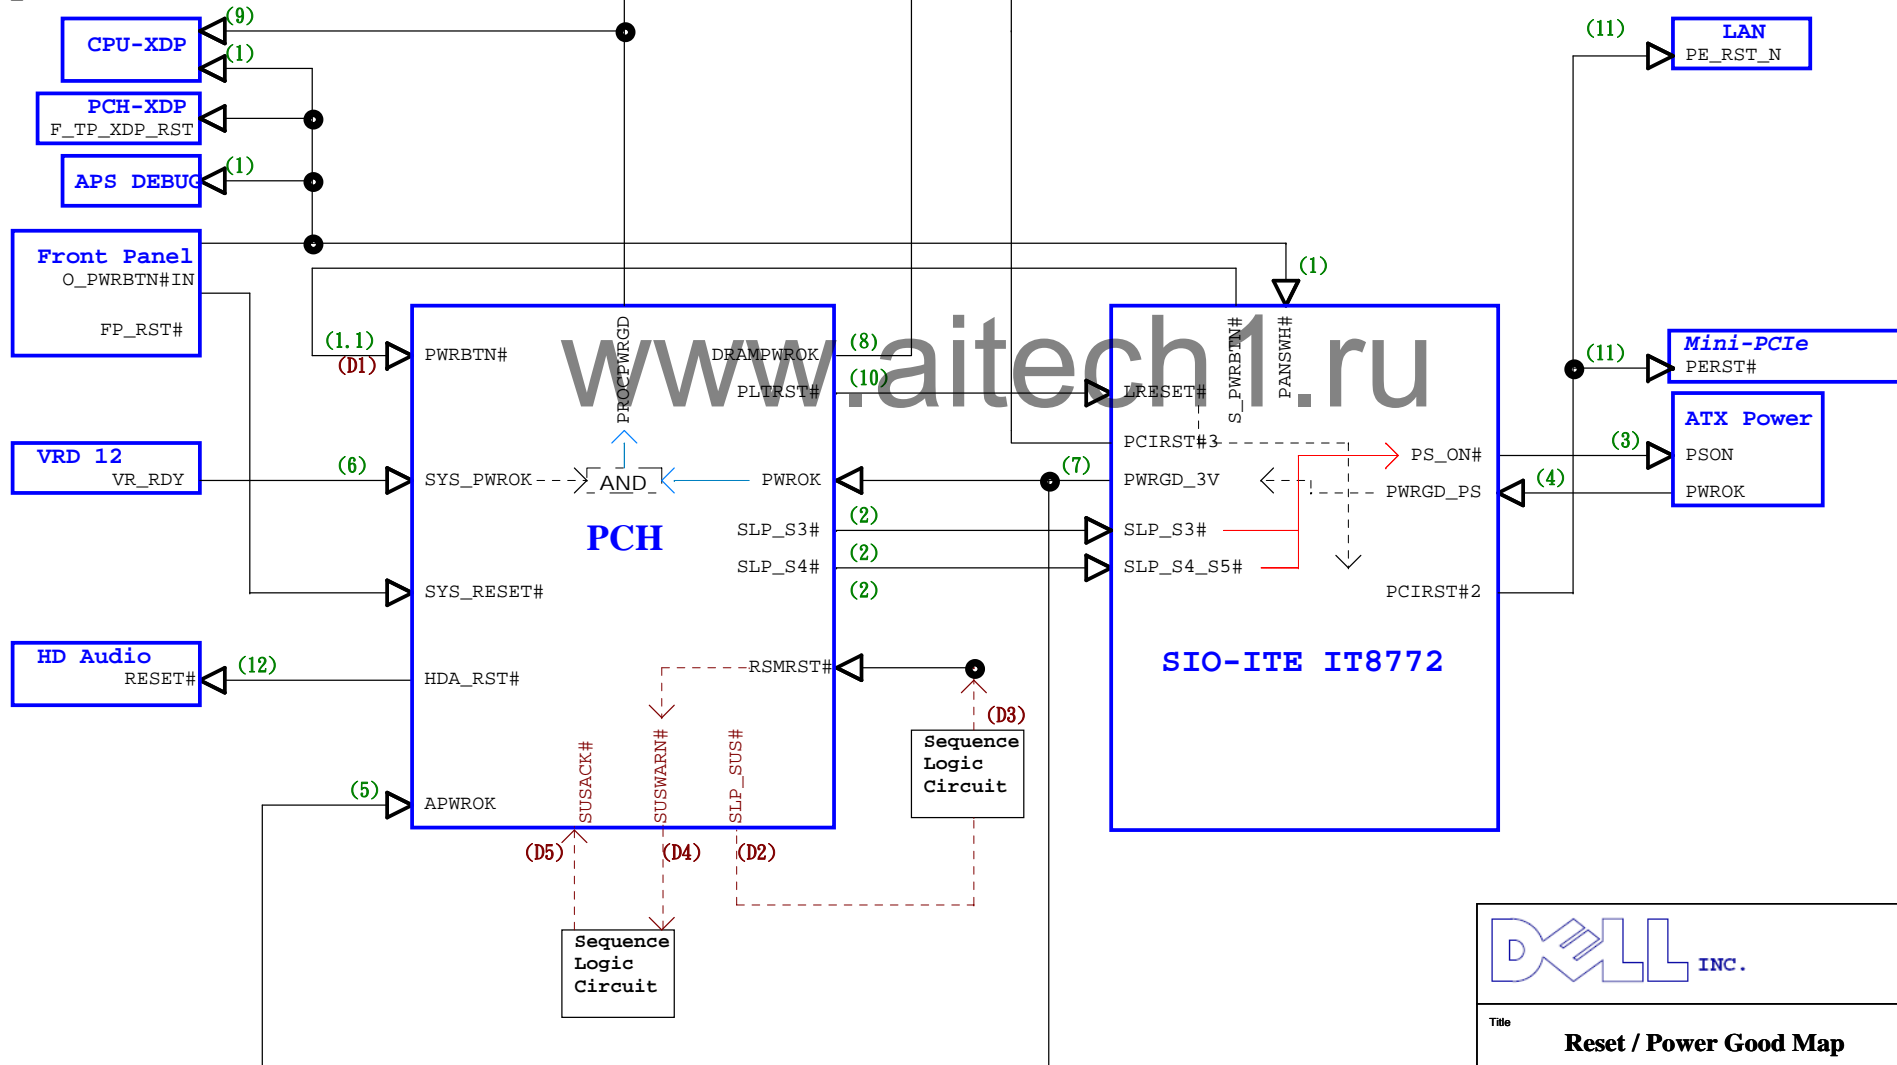 (9)
CPU-XDP
(1)
PCH-XDP
F_TP_XDP_RST
APS DEBUG
(1)
Front Panel
O_PWRBTN#IN
FP_RST#
(1.1)
(D1)
VRD 12
VR_RDY
(6)
HD Audio
RESET#
(12)
(5)
PWRBTN#
PROCPWRGD
DRAMPWROK
PLTRST#
SYS_PWROK
AND
PWROK
PCH
SLP_S3#
SLP_S4#
SYS_RESET#
HDA_RST#
RSMRST#
APWROK
SUSACK#
SUSWARN#
SLP_SUS#
(D5)
(D4)
(D2)
Sequence
Logic
Circuit
(8)
(10)
(7)
(2)
(2)
(2)
(D3)
Sequence
Logic
Circuit
www.aitech1.ru
(1)
S_PWRBTN#
PANSWH#
LRESET#
PCIRST#3
PWRGD_3V
SLP_S3#
SLP_S4_S5#
PS_ON#
PWRGD_PS
PCIRST#2
SIO-ITE IT8772
(11)
LAN
PE_RST_N
(11)
Mini-PCIe
PERST#
ATX Power
(3)
PSON
(4)
PWROK
DELL INC.
Title
Reset / Power Good Map